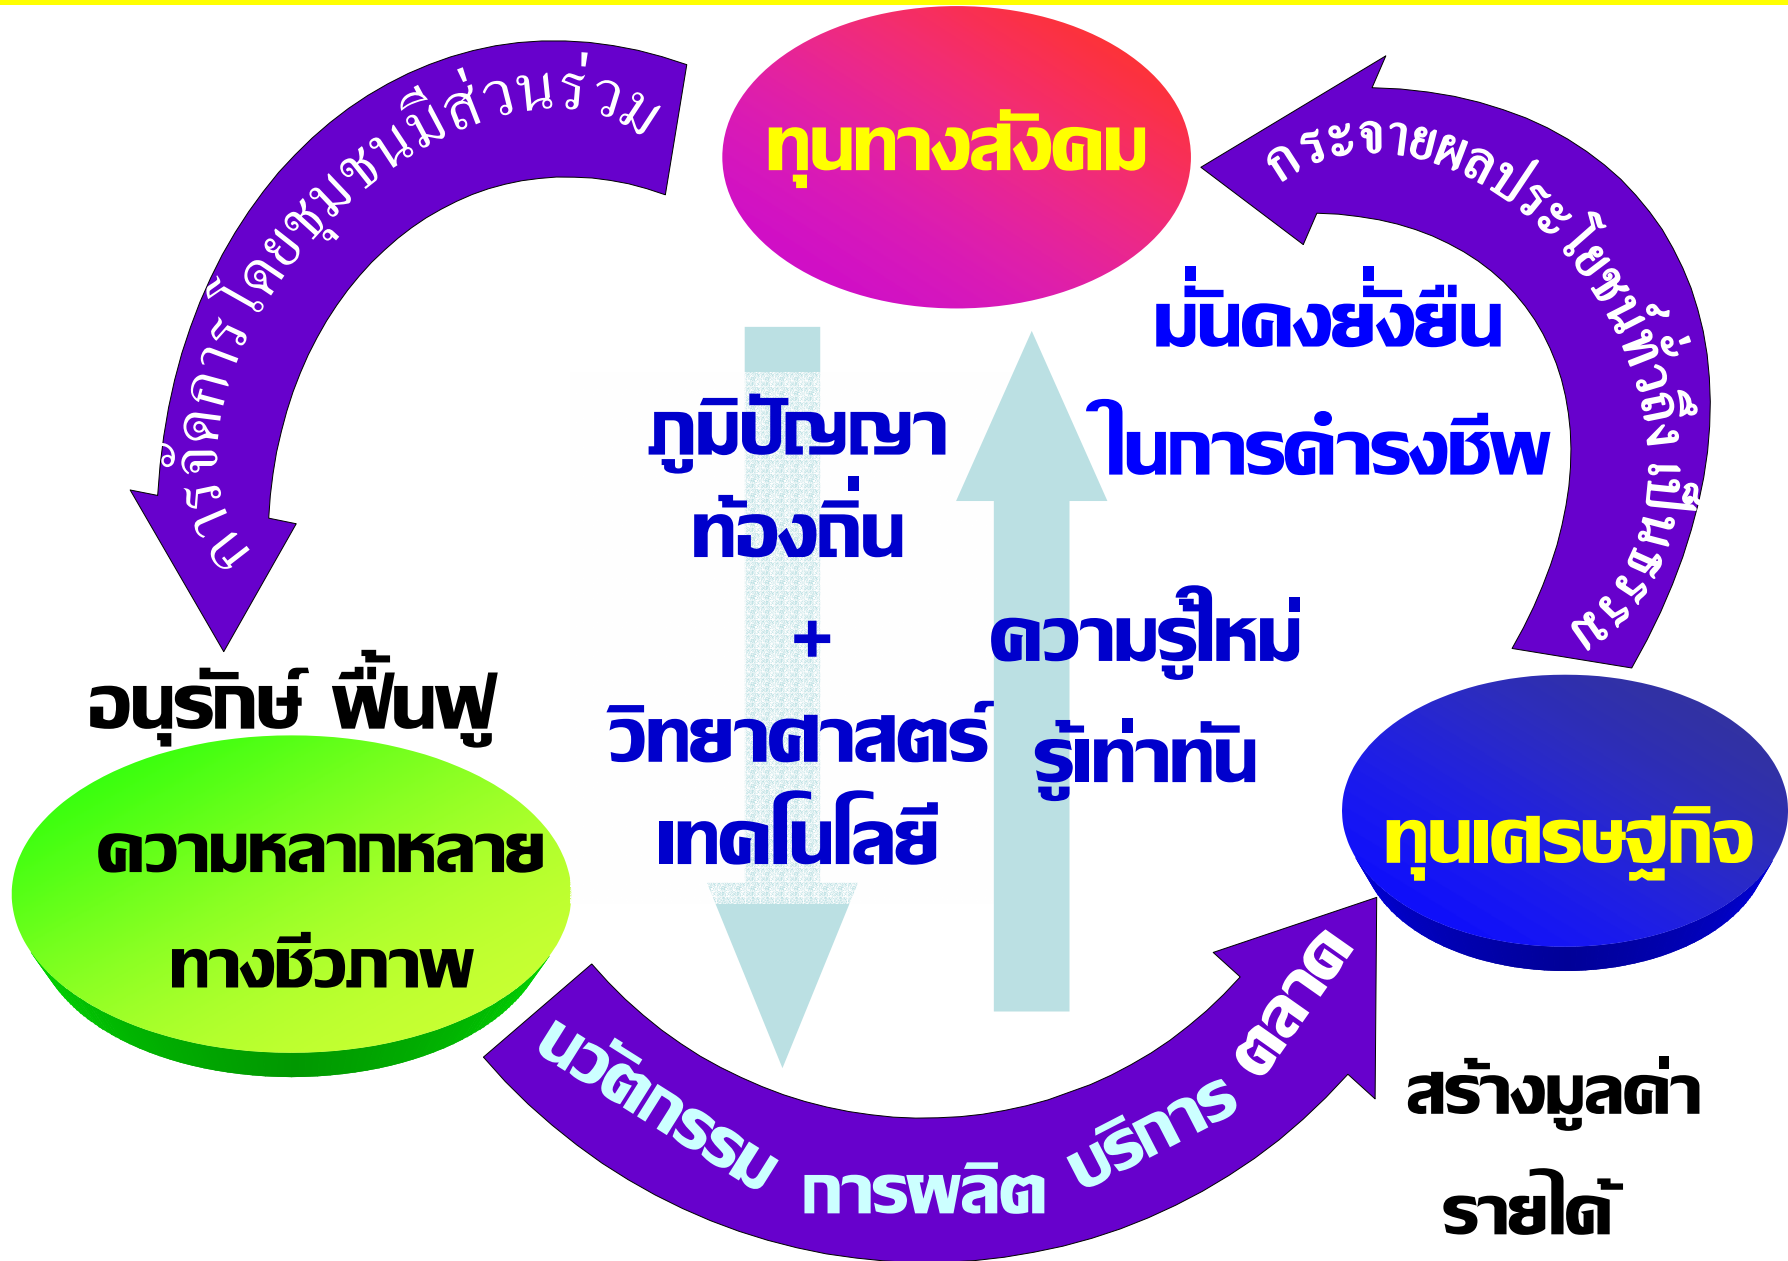 ทุนทางสังคม
การจัดการโดยชุมชนมีส่วนร่วม
กระจายผลประโยชน์ทั่วถึง เป็นธรรม
มั่นคงยั่งยืน
ในการดำรงชีพ
ภูมิปัญญา
ท้องถิ่น
+
วิทยาศาสตร์
เทคโนโลยี
ความรู้ใหม่
รู้เท่าทัน
อนุรักษ์ ฟื้นฟู
ความหลากหลาย
ทางชีวภาพ
ทุนเศรษฐกิจ
นวัตกรรม การผลิต บริการ ตลาด
สร้างมูลค่า
รายได้